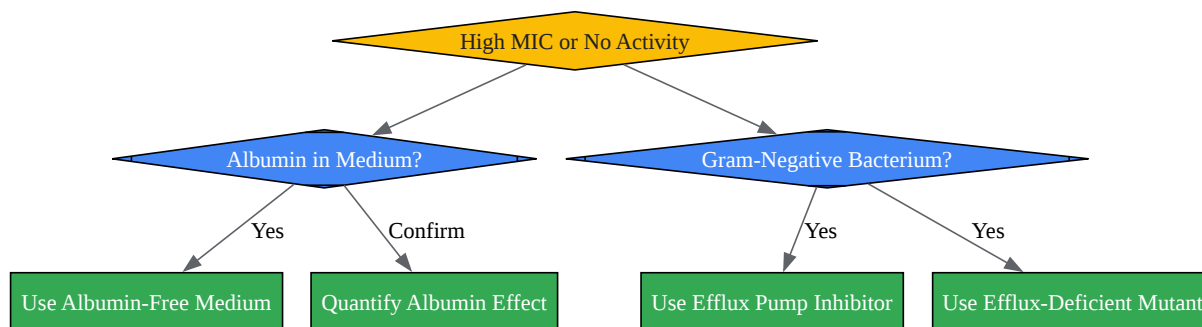 High MIC or No Activity
Albumin in Medium?
Gram-Negative Bacterium?
Yes
Confirm
Yes
Yes
Use Albumin-Free Medium
Quantify Albumin Effect
Use Efflux Pump Inhibitor
Use Efflux-Deficient Mutant